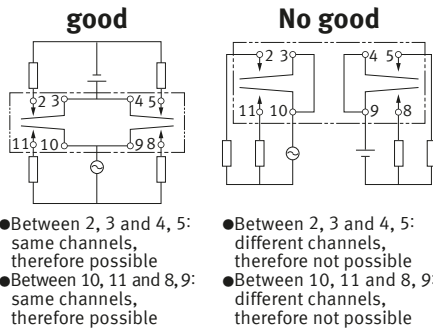 good
No good
2 3 4 5
11 10 9 8
2 3 4 5
11 10 9 8
●Between 2, 3 and 4, 5:
same channels,
therefore possible
●Between 10, 11 and 8,9:
same channels,
therefore possible
●Between 2, 3 and 4, 5:
different channels,
therefore not possible
●Between 10, 11 and 8, 9:
different channels,
therefore not possible